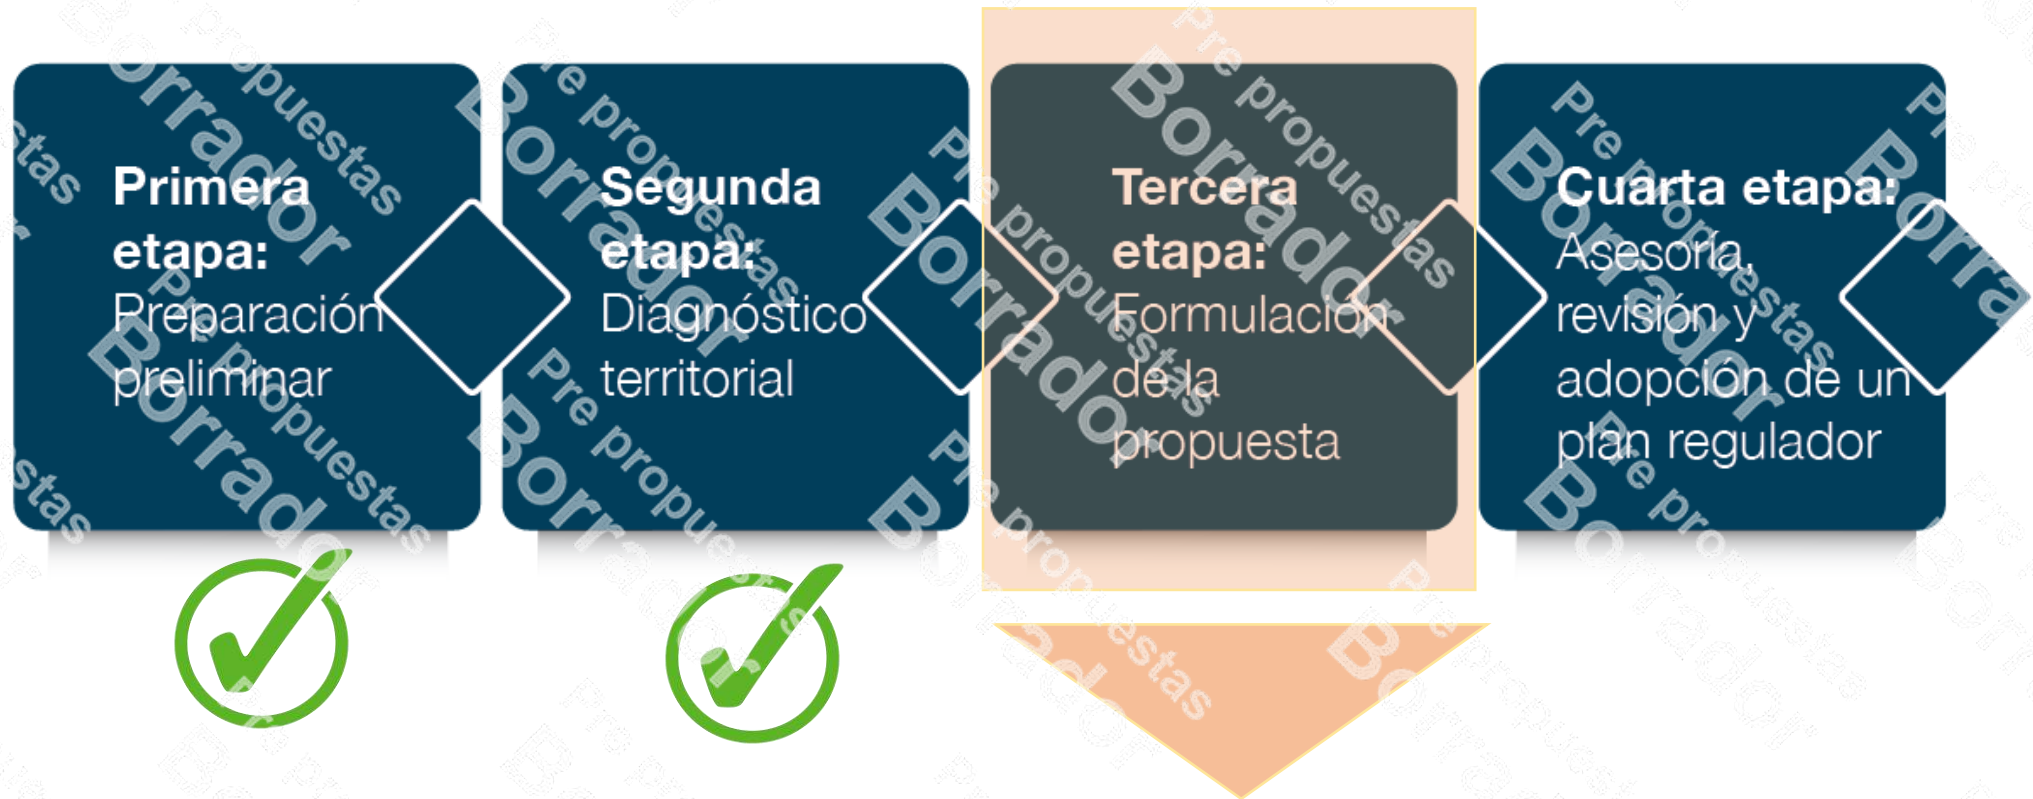 Primera
etapa:
Preparación
preliminar
Segunda
etapa:
Diagnóstico
territorial
Tercera
etapa:
Formulación
de la
propuesta
Cuarta etapa:
Asesoría,
revisión y
adopción de un
plan regulador
Pre propuestas
Borrador